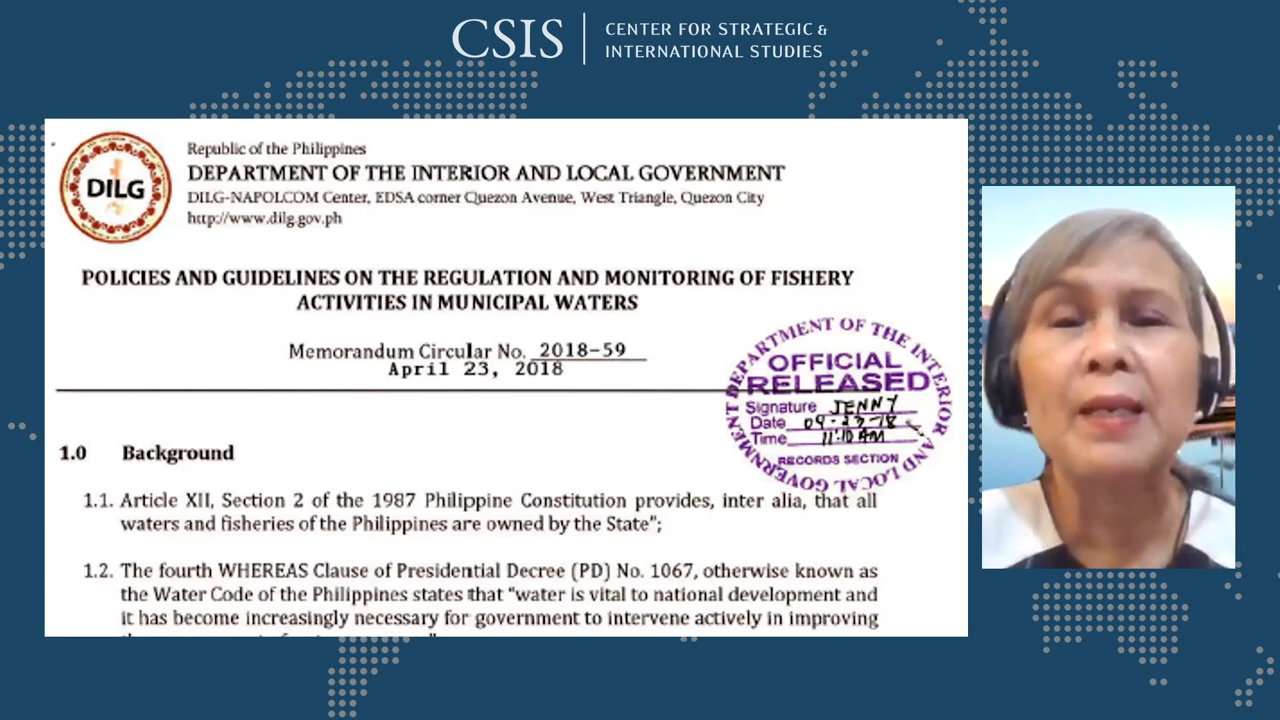 CSIS
CENTER FOR STRATEGIC &
INTERNATIONAL STUDIES
DILG
Republic of the Philippines
DEPARTMENT OF THE INTERIOR AND LOCAL GOVERNMENT
DILG-NAPOLCOM Center, EDSA corner Quezon Avenue, West Triangle, Quezon City
http://www.dilg.gov.ph
POLICIES AND GUIDELINES ON THE REGULATION AND MONITORING OF FISHERY
ACTIVITIES IN MUNICIPAL WATERS
Memorandum Circular No. 2018-59
April 23, 2018
DEPARTMENT OF THE INTERIOR AND LOCAL GOVERNMENT
OFFICIAL
RELEASED
Signature JENNY
Date 04-23-18
Time 11:10 AM
RECORDS SECTION
1.0 Background
1.1. Article XII, Section 2 of the 1987 Philippine Constitution provides, inter alia, that all
waters and fisheries of the Philippines are owned by the State";
1.2. The fourth WHEREAS Clause of Presidential Decree (PD) No. 1067, otherwise known as
the Water Code of the Philippines states that "water is vital to national development and
it has become increasingly necessary for government to intervene actively in improving